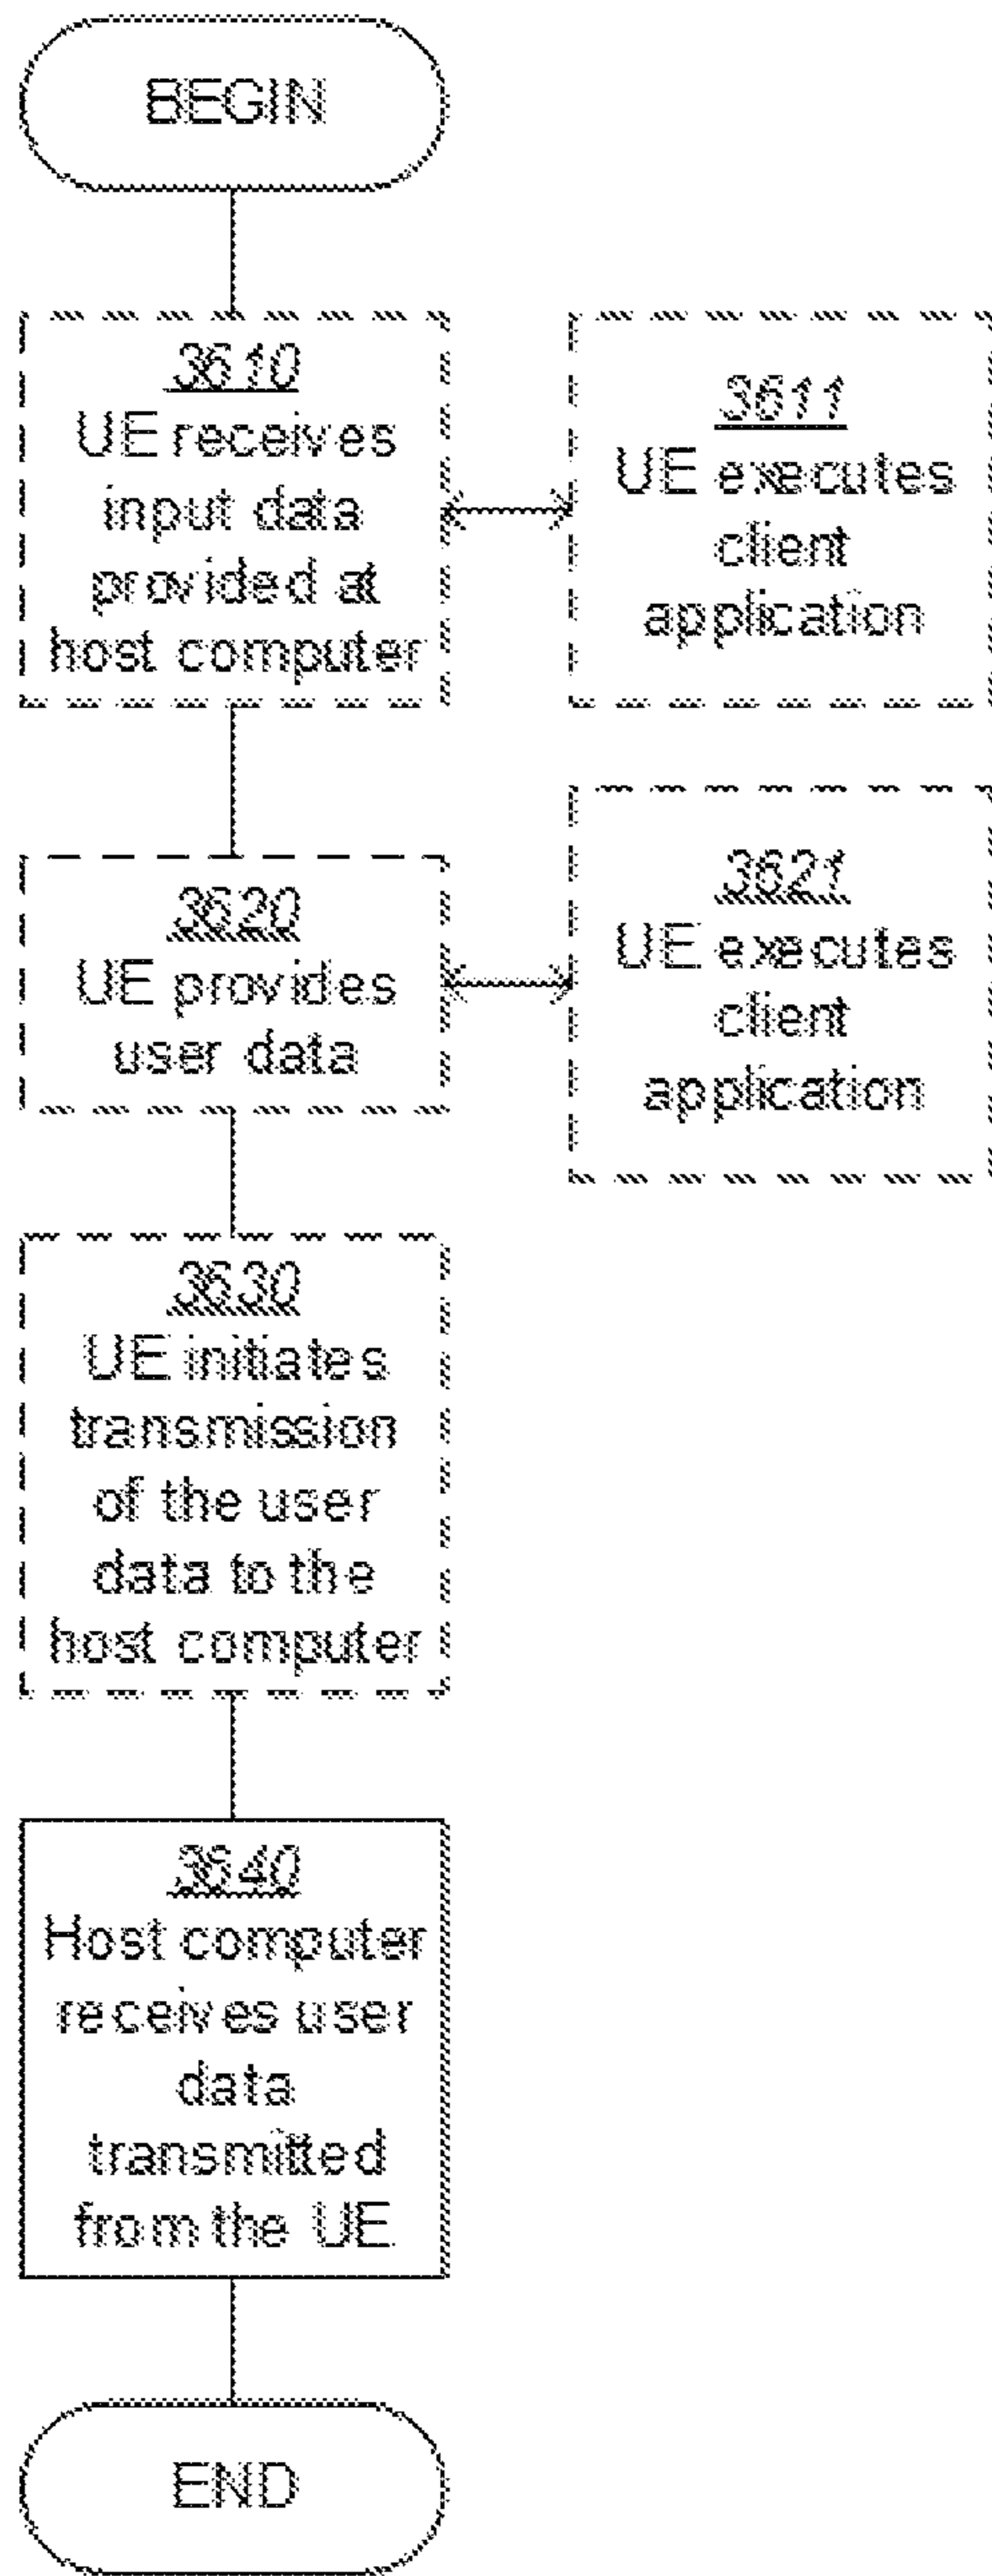 BEGIN
3610
UE receives
input data
provided at
host computer
3611
UE executes
client
application
3620
UE provides
user data
3621
UE executes
client
application
3630
UE initiates
transmission
of the user
data to the
host computer
3640
Host computer
receives user
data
transmitted
from the UE
END